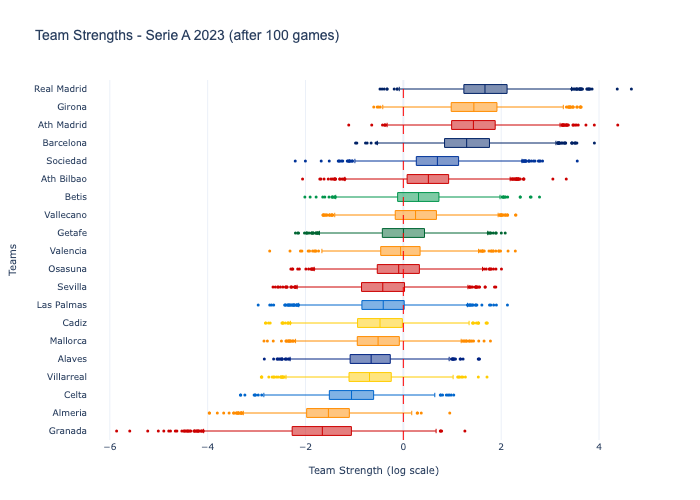 Team Strengths - Serie A 2023 (after 100 games)
Real Madrid
Girona
Ath Madrid
Barcelona
Sociedad
Ath Bilbao
Betis
Vallecano
Getafe
Valencia
Osasuna
Sevilla
Las Palmas
Cadiz
Mallorca
Alaves
Villarreal
Celta
Almeria
Granada
Teams
−6 −4 −2 0 2 4
Team Strength (log scale)